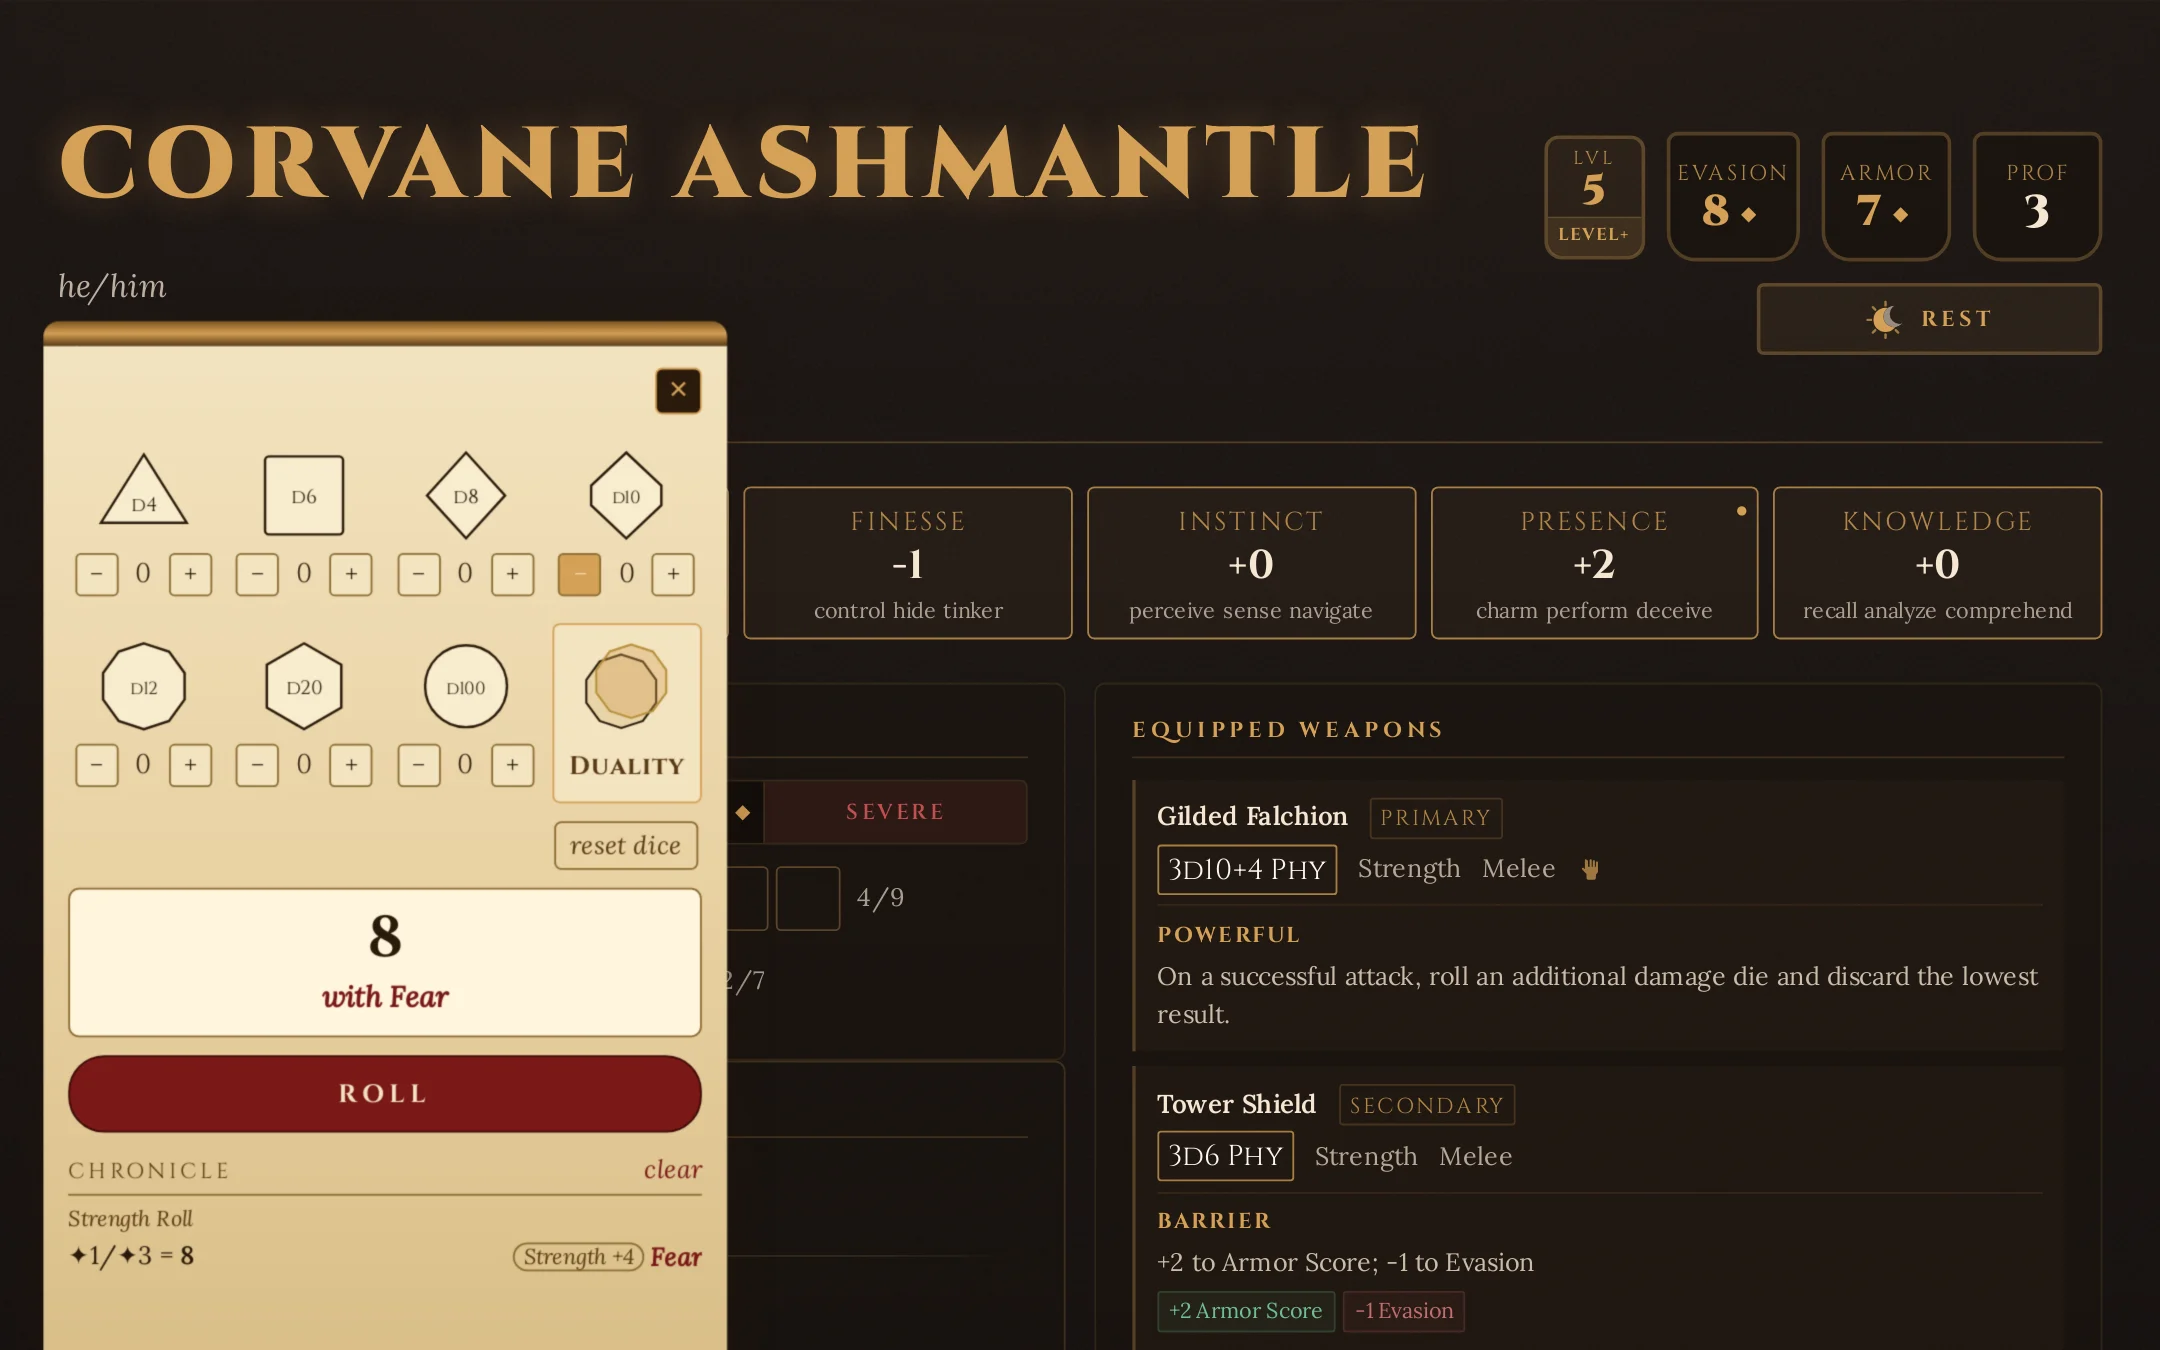 CORVANE ASHMANTLE
he/him
LVL
5
LEVEL+
EVASION
8
ARMOR
7
PROF
3
REST
D4
D6
D8
D10
− 0 +
− 0 +
− 0 +
− 0 +
D12
D20
D100
DUALITY
− 0 +
− 0 +
− 0 +
reset dice
8
with Fear
ROLL
CHRONICLE
clear
Strength Roll
✦1/✦3 = 8
Strength +4 Fear
FINESSE
-1
control hide tinker
INSTINCT
+0
perceive sense navigate
PRESENCE
+2
charm perform deceive
KNOWLEDGE
+0
recall analyze comprehend
SEVERE
4/9
/7
EQUIPPED WEAPONS
Gilded Falchion PRIMARY
3D10+4 PHY Strength Melee
POWERFUL
On a successful attack, roll an additional damage die and discard the lowest
result.
Tower Shield SECONDARY
3D6 PHY Strength Melee
BARRIER
+2 to Armor Score; -1 to Evasion
+2 Armor Score -1 Evasion